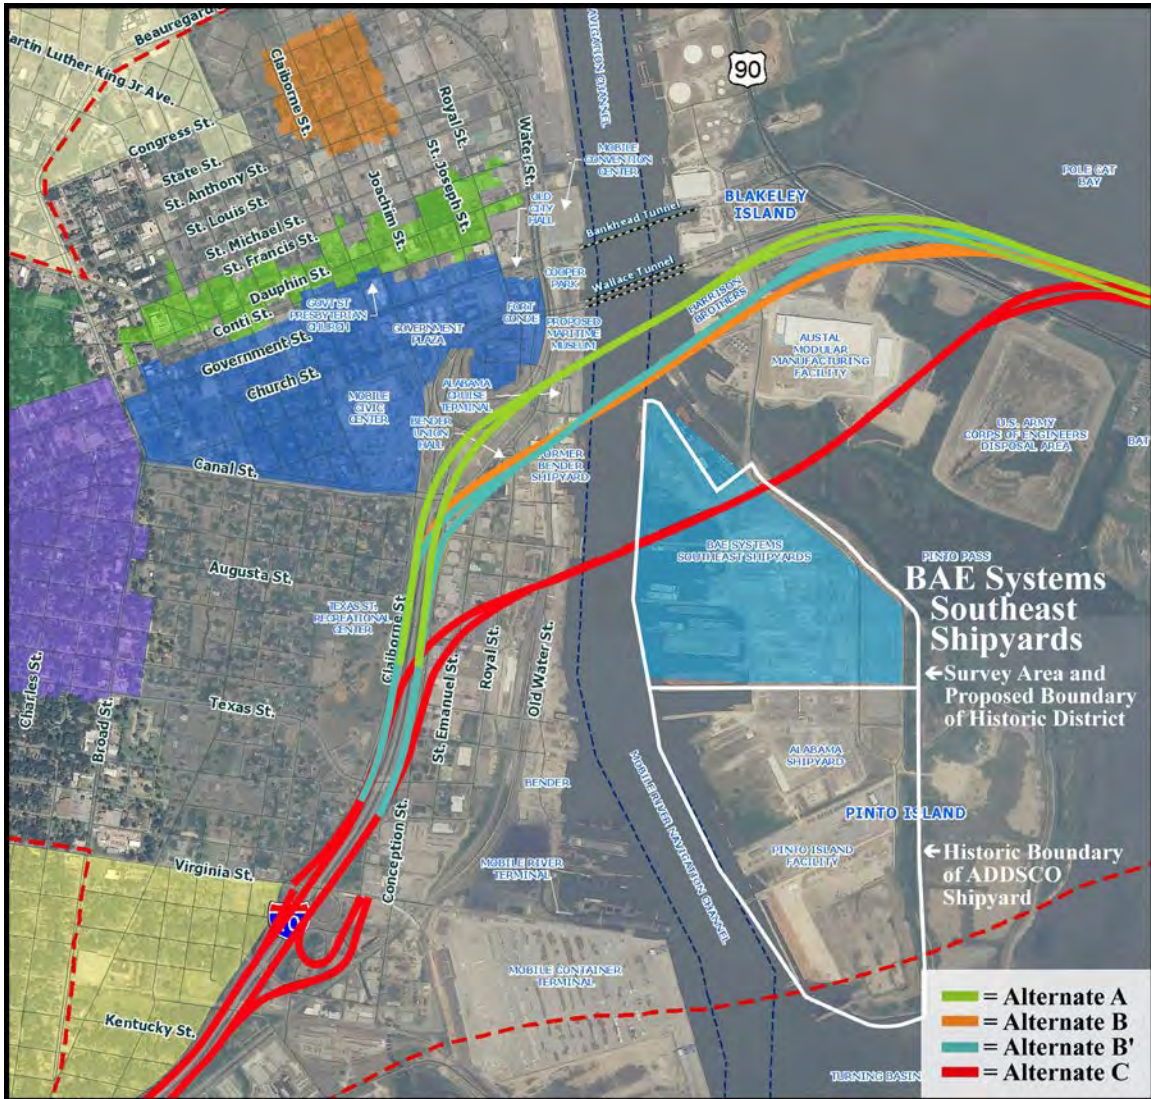 Beauregard
Martin Luther King Jr Ave.
Claiborne St.
Congress St.
State St.
St. Anthony St.
St. Louis St.
St. Michael St.
St. Francis St.
Dauphin St.
Conti St.
Joachim St.
Royal St.
St. Joseph St.
Water St.
NAVIGATION CHANNEL
90
MOBILE
CONVENTION
CENTER
OLD
CITY
HALL
Bankhead Tunnel
Wallace Tunnel
BLAKELEY
ISLAND
POLE CAT
BAY
COOPER
PARK
PROPOSED
MARITIME
MUSEUM
FORT
CONDE
GOVT ST
PRESBYTERIAN
CHURCH
GOVERNMENT
PLAZA
Government St.
Church St.
MOBILE
CIVIC
CENTER
ALABAMA
CRUISE
TERMINAL
BENDER
UNION
HALL
FORMER
BENDER
SHIPYARD
HARRISON
BROTHERS
AUSTAL
MODULAR
MANUFACTURING
FACILITY
U.S. ARMY
CORPS OF ENGINEERS
DISPOSAL AREA
BAT
Canal St.
Augusta St.
TEXAS ST.
RECREATIONAL
CENTER
Claiborne St.
St. Emanuel St.
Royal St.
Old Water St.
Texas St.
Charles St.
Broad St.
BAE SYSTEMS
SOUTHEAST SHIPYARDS
PINTO PASS
BAE Systems
Southeast
Shipyards
←Survey Area and
Proposed Boundary
of Historic District
ALABAMA
SHIPYARD
BENDER
MOBILE RIVER NAVIGATION CHANNEL
PINTO ISLAND
PINTO ISLAND
FACILITY
←Historic Boundary
of ADDSCO
Shipyard
Conception St.
Virginia St.
MOBILE RIVER
TERMINAL
MOBILE CONTAINER
TERMINAL
Kentucky St.
TURNING BASIN
= Alternate A
= Alternate B
= Alternate B'
= Alternate C